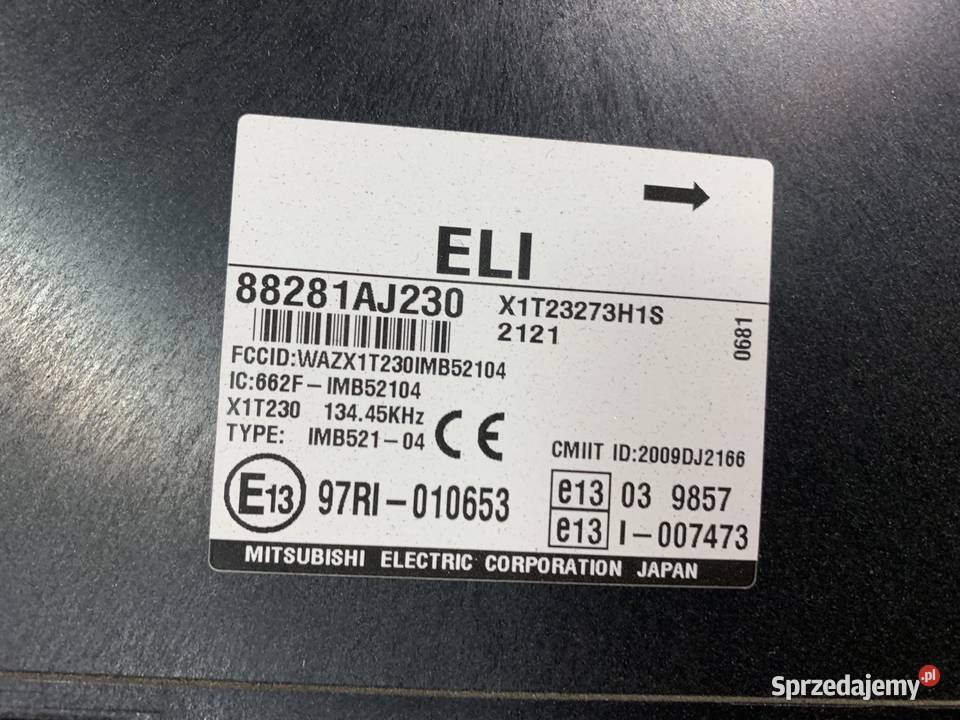 ELI
88281AJ230
X1T23273H1S
2121
0681
FCCID:WAZX1T230IMB52104
IC:662F-IMB52104
X1T230 134.45KHz
TYPE: IMB521-04 CE
CMIIT ID:2009DJ2166
E13 97RI-010653
e13 03 9857
e13 I-007473
MITSUBISHI ELECTRIC CORPORATION JAPAN
Sprzedajemy.pl